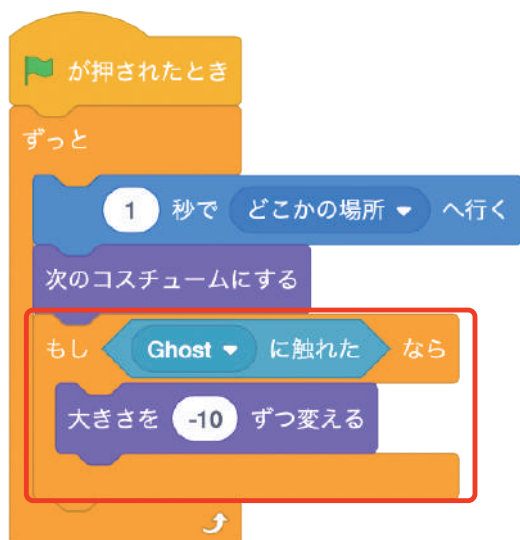 が押されたとき
ずっと
1 秒で どこかの場所 へ行く
次のコスチュームにする
もし Ghost に触れた なら
大きさを -10 ずつ変える